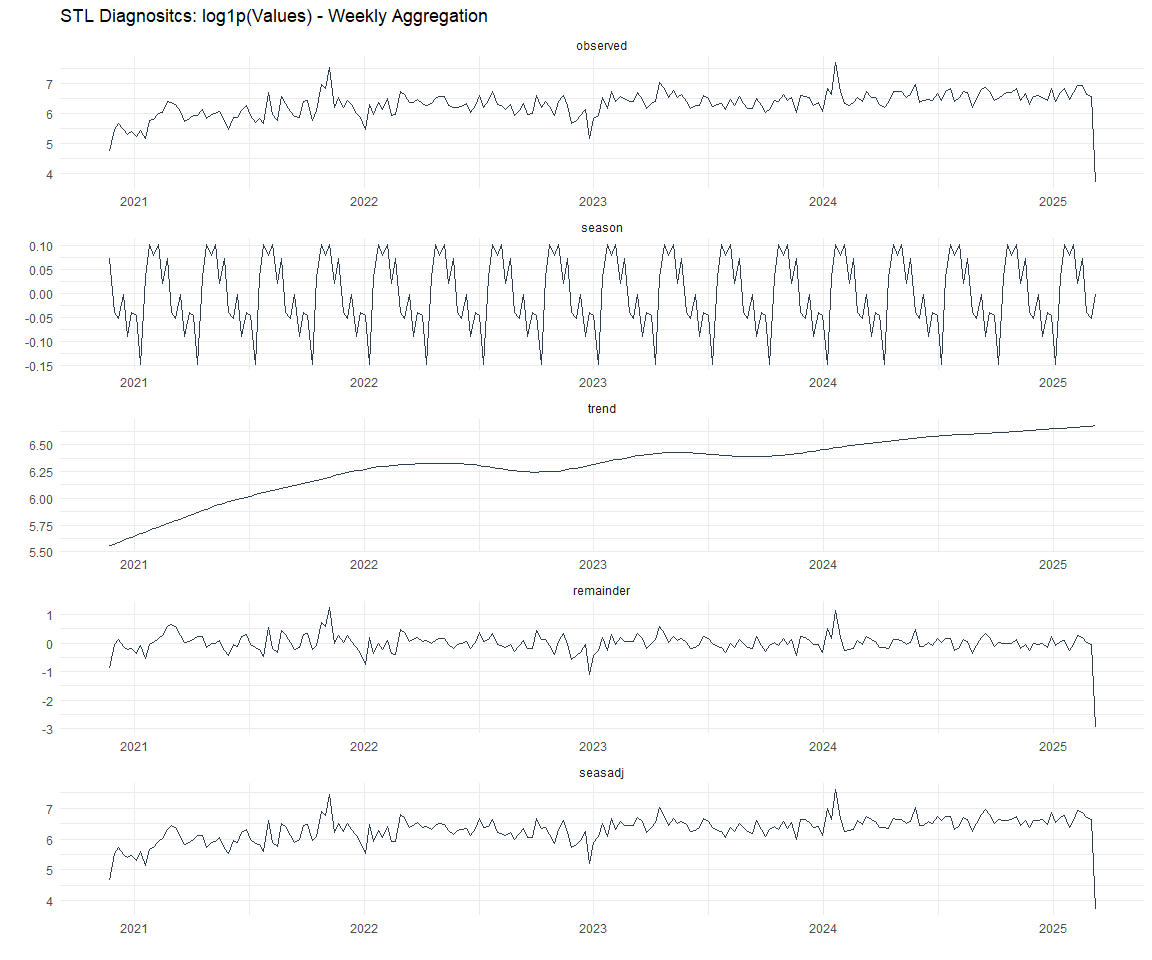 STL Diagnositcs: log1p(Values) - Weekly Aggregation
observed
7
6
5
4
2021 2022 2023 2024 2025
season
0.10
0.05
0.00
-0.05
-0.10
-0.15
2021 2022 2023 2024 2025
trend
6.50
6.25
6.00
5.75
5.50
2021 2022 2023 2024 2025
remainder
1
0
-1
-2
-3
2021 2022 2023 2024 2025
seasadj
7
6
5
4
2021 2022 2023 2024 2025